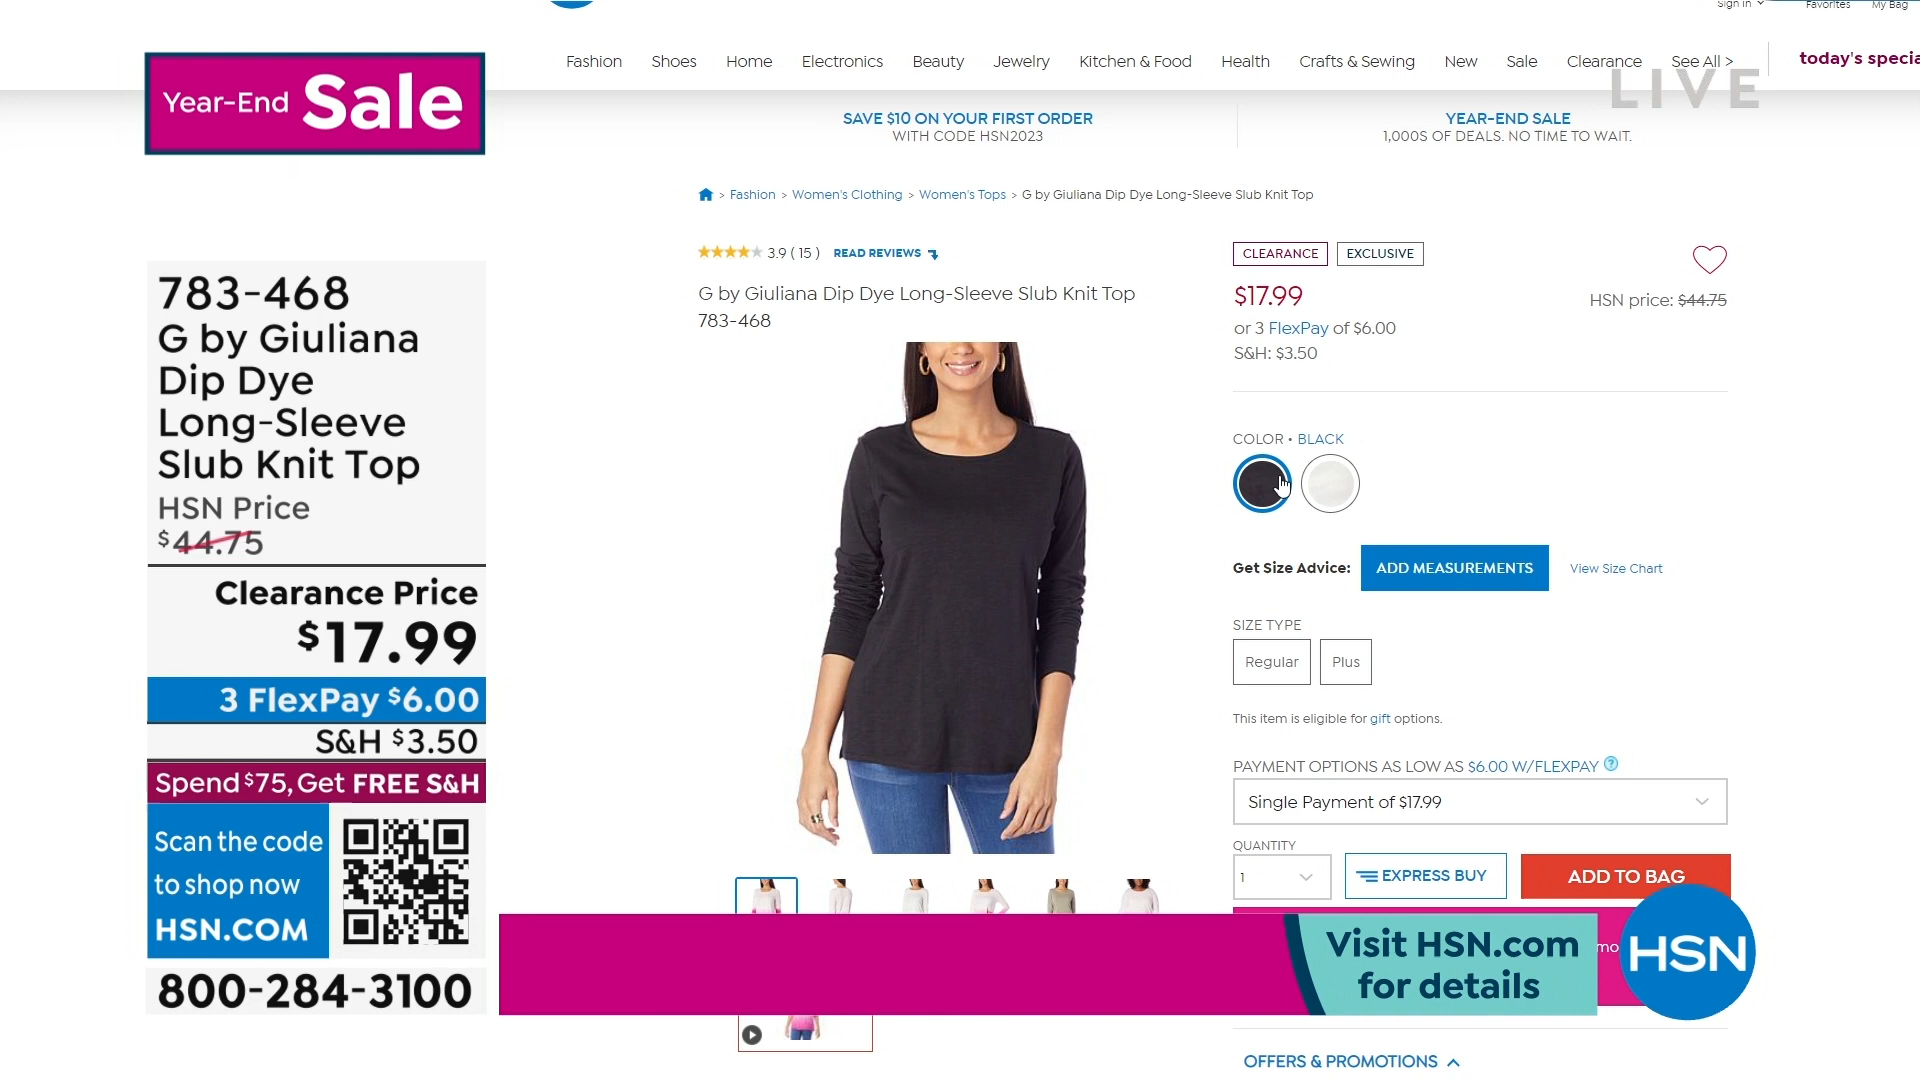 Sign In
Favorites
My Bag
Fashion Shoes Home Electronics Beauty Jewelry Kitchen & Food Health Crafts & Sewing New Sale Clearance See All >
today's specia
LIVE
Year-End Sale
SAVE $10 ON YOUR FIRST ORDER
WITH CODE HSN2023
YEAR-END SALE
1,000S OF DEALS. NO TIME TO WAIT.
> Fashion > Women's Clothing > Women's Tops > G by Giuliana Dip Dye Long-Sleeve Slub Knit Top
783-468
G by Giuliana
Dip Dye
Long-Sleeve
Slub Knit Top
HSN Price
$44.75
Clearance Price
$17.99
3 FlexPay $6.00
S&H $3.50
Spend $75, Get FREE S&H
Scan the code
to shop now
HSN.COM
800-284-3100
3.9 ( 15 ) READ REVIEWS
G by Giuliana Dip Dye Long-Sleeve Slub Knit Top
783-468
CLEARANCE EXCLUSIVE
$17.99
HSN price: $44.75
or 3 FlexPay of $6.00
S&H: $3.50
COLOR • BLACK
Get Size Advice: ADD MEASUREMENTS View Size Chart
SIZE TYPE
Regular Plus
This item is eligible for gift options.
PAYMENT OPTIONS AS LOW AS $6.00 W/FLEXPAY ?
Single Payment of $17.99
QUANTITY
1
EXPRESS BUY
ADD TO BAG
Visit HSN.com
for details
mo
HSN
OFFERS & PROMOTIONS